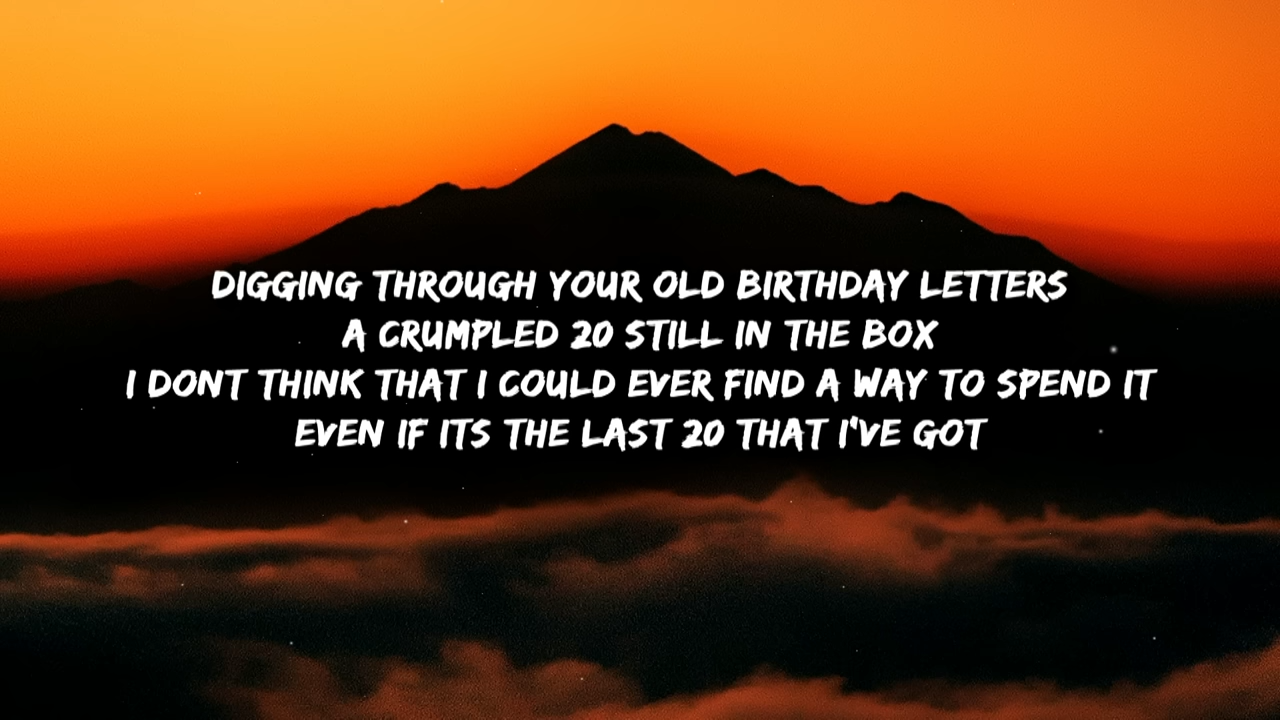 DIGGING THROUGH YOUR OLD BIRTHDAY LETTERS
A CRUMPLED 20 STILL IN THE BOX
I DONT THINK THAT I COULD EVER FIND A WAY TO SPEND IT
EVEN IF ITS THE LAST 20 THAT I'VE GOT